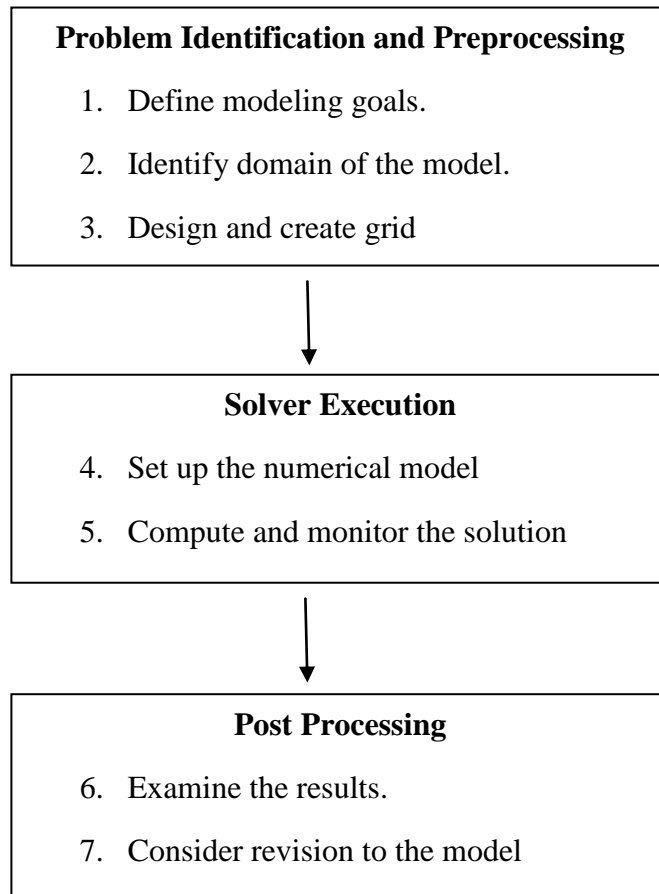 Problem Identification and Preprocessing
1. Define modeling goals.
2. Identify domain of the model.
3. Design and create grid
Solver Execution
4. Set up the numerical model
5. Compute and monitor the solution
Post Processing
6. Examine the results.
7. Consider revision to the model